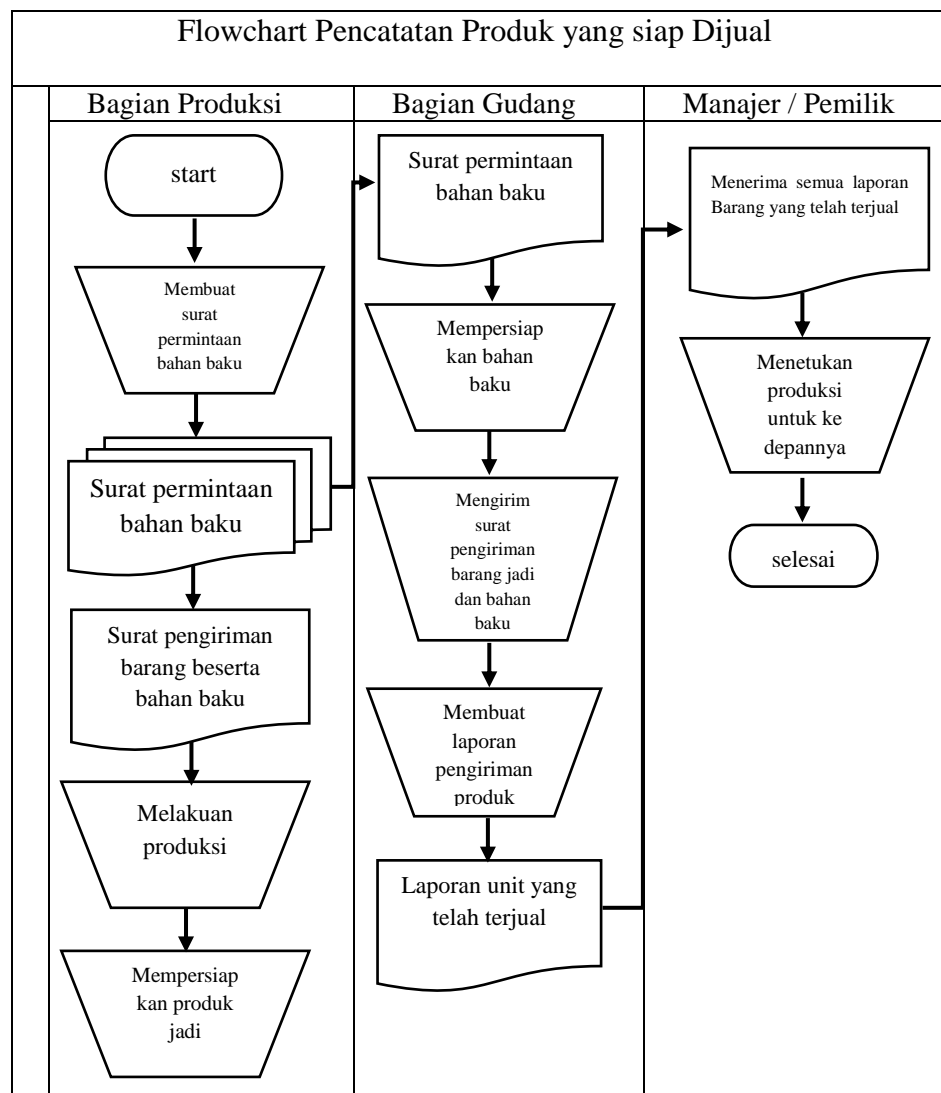 Flowchart Pencatatan Produk yang siap Dijual
Bagian Produksi
Bagian Gudang
Manajer / Pemilik
start
Membuat
surat
permintaan
bahan baku
Surat permintaan
bahan baku
Surat pengiriman
barang beserta
bahan baku
Melakuan
produksi
Mempersiap
kan produk
jadi
Surat permintaan
bahan baku
Mempersiap
kan bahan
baku
Mengirim
surat
pengiriman
barang jadi
dan bahan
baku
Membuat
laporan
pengiriman
produk
Laporan unit yang
telah terjual
Menerima semua laporan
Barang yang telah terjual
Menetukan
produksi
untuk ke
depannya
selesai